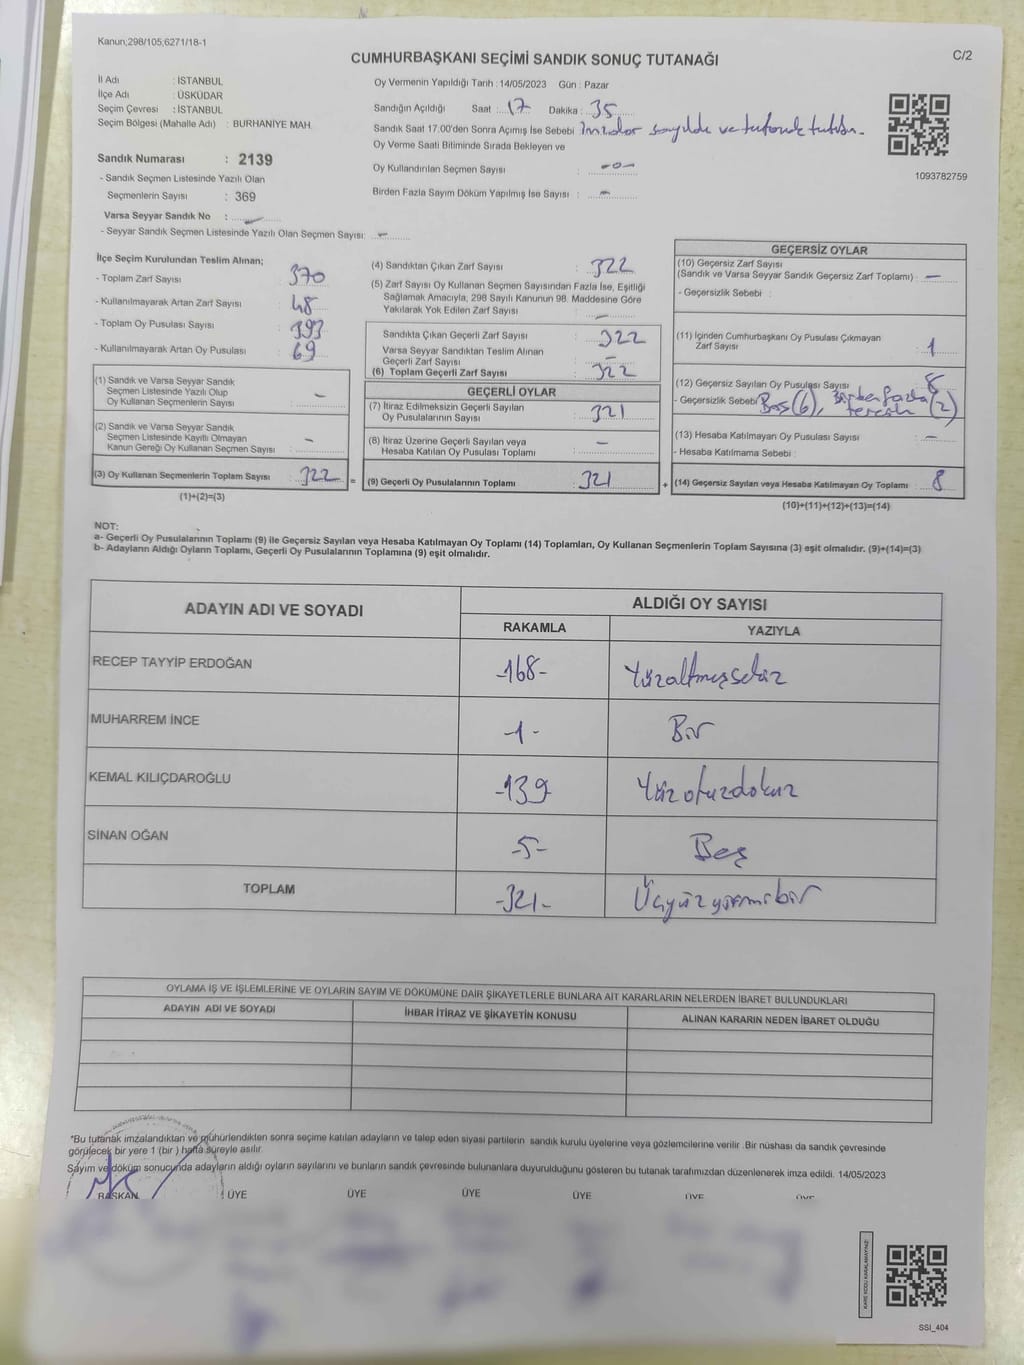 Kanun;298/105,6271/18-1
C/2
CUMHURBAŞKANI SEÇİMİ SANDIK SONUÇ TUTANAĞI
İl Adı : İSTANBUL
İlçe Adı : ÜSKÜDAR
Seçim Çevresi : İSTANBUL
Seçim Bölgesi (Mahalle Adı) : BURHANİYE MAH.
Sandık Numarası : 2139
- Sandık Seçmen Listesinde Yazılı Olan
Seçmenlerin Sayısı : 369
Varsa Seyyar Sandık No : -
- Seyyar Sandık Seçmen Listesinde Yazılı Olan Seçmen Sayısı: -
Oy Vermenin Yapıldığı Tarih : 14/05/2023 Gün : Pazar
Sandığın Açıldığı Saat : 17 Dakika : 35
Sandık Saat 17.00'den Sonra Açımış İse Sebebi İmzalar sayıldı ve tutanak tutulan.
Oy Verme Saati Bitiminde Sırada Bekleyen ve
Oy Kullandırılan Seçmen Sayısı : -0-
Birden Fazla Sayım Döküm Yapılmış İse Sayısı : -
1093782759
İlçe Seçim Kurulundan Teslim Alınan;
- Toplam Zarf Sayısı : 370
- Kullanılmayarak Artan Zarf Sayısı : 48
- Toplam Oy Pusulası Sayısı : 393
- Kullanılmayarak Artan Oy Pusulası : 69
(1) Sandık ve Varsa Seyyar Sandık
Seçmen Listesinde Yazılı Olup
Oy Kullanan Seçmenlerin Sayısı : -
(2) Sandık ve Varsa Seyyar Sandık
Seçmen Listesinde Kayıtlı Olmayan
Kanun Gereği Oy Kullanan Seçmen Sayısı : -
(3) Oy Kullanan Seçmenlerin Toplam Sayısı : 322 =
(1)+(2)=(3)
(4) Sandıktan Çıkan Zarf Sayısı : 322
(5) Zarf Sayısı Oy Kullanan Seçmen Sayısından Fazla İse, Eşitliği
Sağlamak Amacıyla, 298 Sayılı Kanunun 98. Maddesine Göre
Yakılarak Yok Edilen Zarf Sayısı : -
Sandıkta Çıkan Geçerli Zarf Sayısı : 322
Varsa Seyyar Sandıktan Teslim Alınan
Geçerli Zarf Sayısı : -
(6) Toplam Geçerli Zarf Sayısı : 322
GEÇERLİ OYLAR
(7) İtiraz Edilmeksizin Geçerli Sayılan
Oy Pusulalarının Sayısı : 321
(8) İtiraz Üzerine Geçerli Sayılan veya
Hesaba Katılan Oy Pusulası Toplamı : -
(9) Geçerli Oy Pusulalarının Toplamı : 321 +
GEÇERSİZ OYLAR
(10) Geçersiz Zarf Sayısı
(Sandık ve Varsa Seyyar Sandık Geçersiz Zarf Toplamı) : -
- Geçersizlik Sebebi :
(11) İçinden Cumhurbaşkanı Oy Pusulası Çıkmayan
Zarf Sayısı : 1
(12) Geçersiz Sayılan Oy Pusulası Sayısı : 8
- Geçersizlik Sebebi Boş(6), Birden fazla tercih (2)
(13) Hesaba Katılmayan Oy Pusulası Sayısı : -
- Hesaba Katılmama Sebebi :
(14) Geçersiz Sayılan veya Hesaba Katılmayan Oy Toplamı : 8
(10)+(11)+(12)+(13)=(14)
NOT:
a- Geçerli Oy Pusulalarının Toplamı (9) ile Geçersiz Sayılan veya Hesaba Katılmayan Oy Toplamı (14) Toplamları, Oy Kullanan Seçmenlerin Toplam Sayısına (3) eşit olmalıdır. (9)+(14)=(3)
b- Adayların Aldığı Oyların Toplamı, Geçerli Oy Pusulalarının Toplamına (9) eşit olmalıdır.
ADAYIN ADI VE SOYADI
ALDIĞI OY SAYISI
RAKAMLA YAZIYLA
RECEP TAYYİP ERDOĞAN -168- Yüzaltmışsekiz
MUHARREM İNCE -1- Bir
KEMAL KILIÇDAROĞLU -139- Yüzotuzdokuz
SİNAN OĞAN -5- Beş
TOPLAM -321- Üçyüzyirmibir
OYLAMA İŞ VE İŞLEMLERİNE VE OYLARIN SAYIM VE DÖKÜMÜNE DAİR ŞİKAYETLERLE BUNLARA AİT KARARLARIN NELERDEN İBARET BULUNDUKLARI
ADAYIN ADI VE SOYADI İHBAR İTİRAZ VE ŞİKAYETİN KONUSU ALINAN KARARIN NEDEN İBARET OLDUĞU
*Bu tutanak imzalandıktan ve mühürlendikten sonra seçime katılan adayların ve talep eden siyasi partilerin sandık kurulu üyelerine veya gözlemcilerine verilir. Bir nüshası da sandık çevresinde
görülecek bir yere 1 (bir ) hafta süreyle asılır.
Sayım ve döküm sonucunda adayların aldığı oyların sayılarını ve bunların sandık çevresinde bulunanlara duyurulduğunu gösteren bu tutanak tarafımızdan düzenlenerek imza edildi. 14/05/2023
BAŞKAN ÜYE ÜYE ÜYE ÜYE ÜYE ÜYE
KARE KODU KARALAMAYINIZ
SSI_404